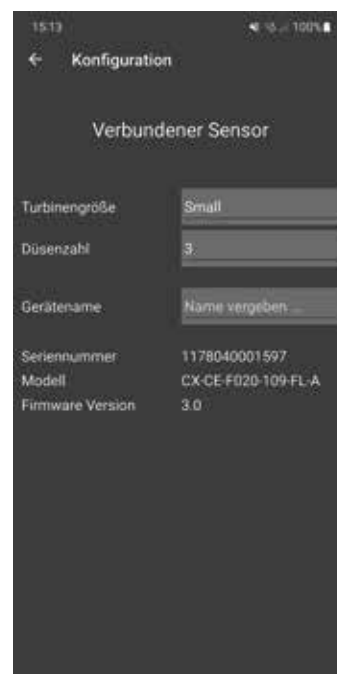 15:13 100%
← Konfiguration
Verbundener Sensor
Turbinengröße Small
Düsenzahl 3
Gerätename Name vergeben ...
Seriennummer 1178040001597
Modell CX-CE-F020-109-FL-A
Firmware Version 3.0